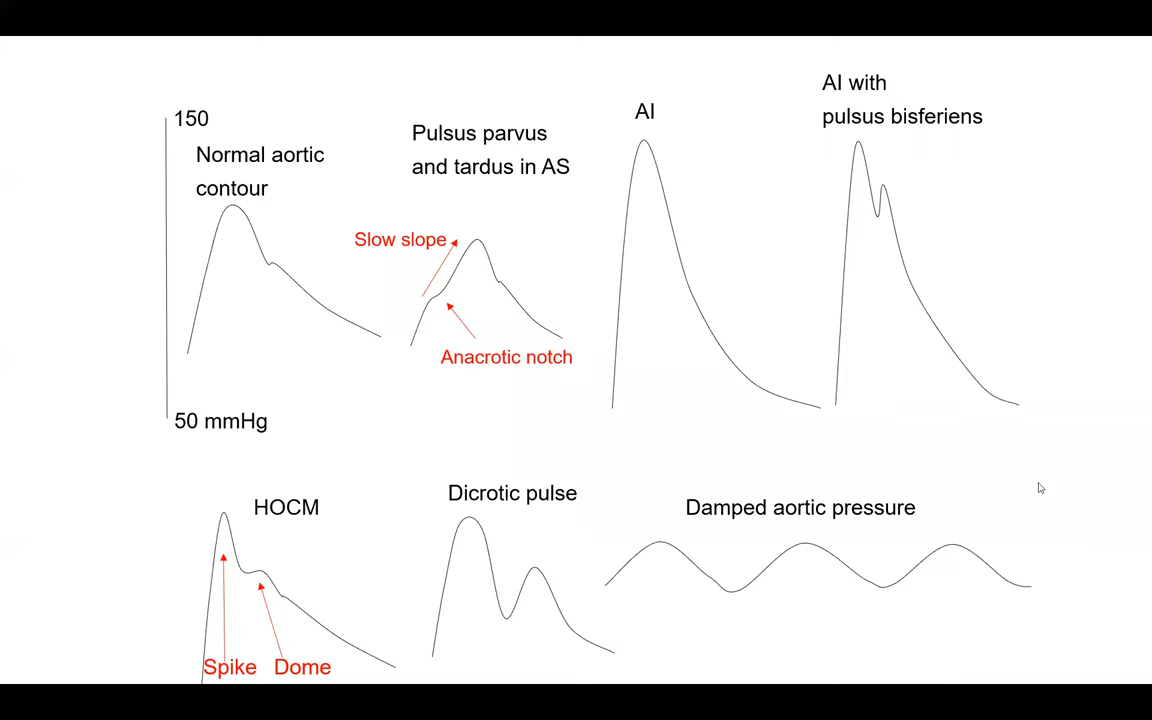 150
Normal aortic
contour
50 mmHg
Pulsus parvus
and tardus in AS
Slow slope
Anacrotic notch
AI
AI with
pulsus bisferiens
HOCM
Spike
Dome
Dicrotic pulse
Damped aortic pressure